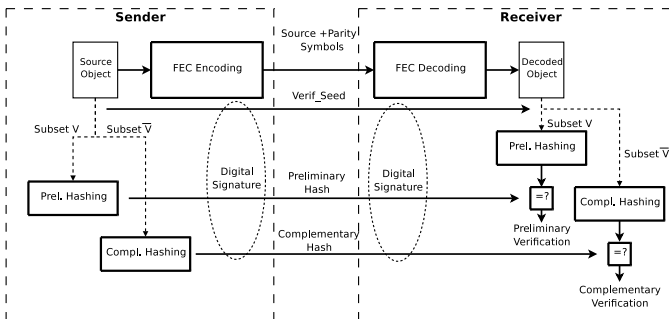 Sender
Receiver
Source
Object
FEC Encoding
Source +Parity
Symbols
FEC Decoding
Decoded
Object
Verif_Seed
Subset V
Subset V̅
Subset V
Subset V̅
Prel. Hashing
Digital
Signature
Preliminary
Hash
Digital
Signature
Prel. Hashing
=?
Compl. Hashing
Preliminary
Verification
Compl. Hashing
Complementary
Hash
=?
Complementary
Verification